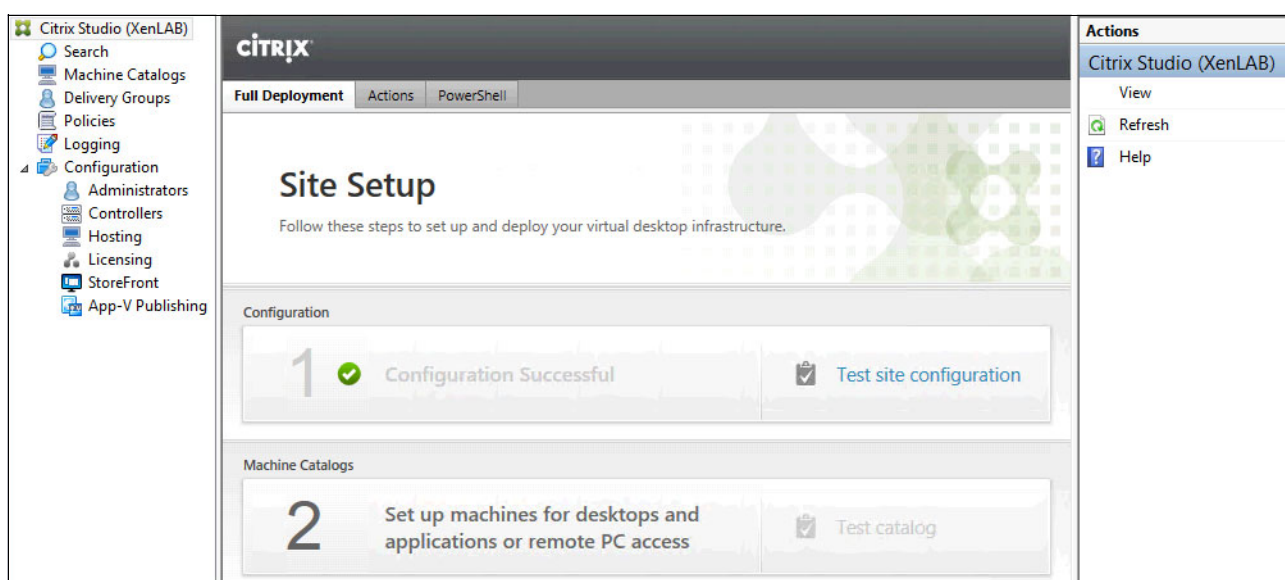 Citrix Studio (XenLAB)
Search
Machine Catalogs
Delivery Groups
Policies
Logging
Configuration
Administrators
Controllers
Hosting
Licensing
StoreFront
App-V Publishing
CITRIX
Full Deployment Actions PowerShell
Site Setup
Follow these steps to set up and deploy your virtual desktop infrastructure.
Configuration
1 Configuration Successful Test site configuration
Machine Catalogs
2 Set up machines for desktops and
applications or remote PC access
Test catalog
Actions
Citrix Studio (XenLAB)
View
Refresh
Help